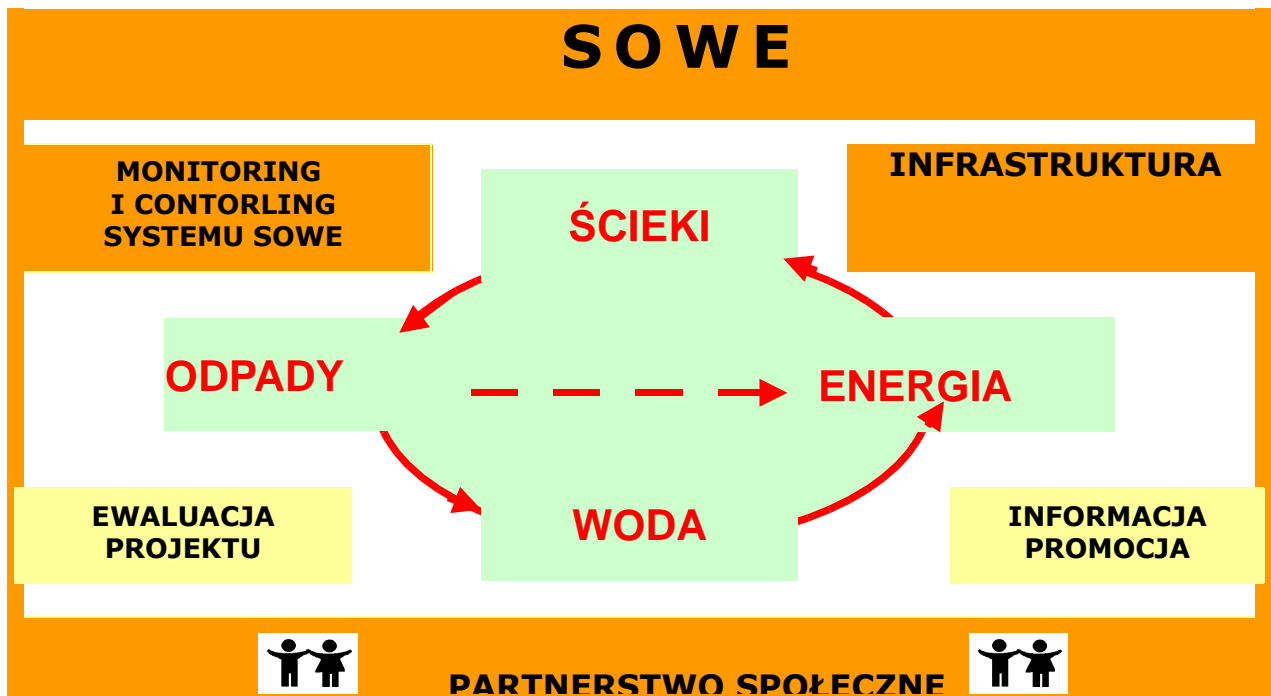 SOWE
MONITORING
I CONTORLING
SYSTEMU SOWE
INFRASTRUKTURA
ŚCIEKI
ODPADY
ENERGIA
WODA
EWALUACJA
PROJEKTU
INFORMACJA
PROMOCJA
PARTNERSTWO SPOŁECZNE